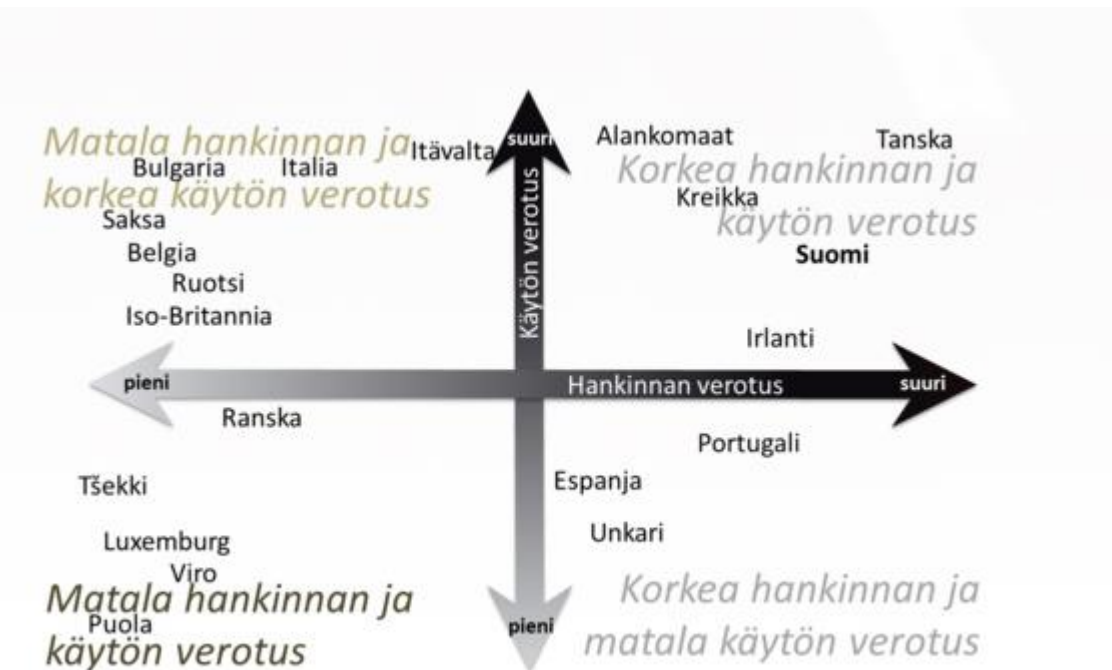 Matala hankinnan ja
korkea käytön verotus
Bulgaria
Italia
Itävalta
Saksa
Belgia
Ruotsi
Iso-Britannia
suuri
Käytön verotus
Alankomaat
Tanska
Korkea hankinnan ja
käytön verotus
Kreikka
Suomi
Irlanti
pieni
Hankinnan verotus
suuri
Ranska
Portugali
Tšekki
Espanja
Luxemburg
Unkari
Viro
Matala hankinnan ja
käytön verotus
Puola
pieni
Korkea hankinnan ja
matala käytön verotus